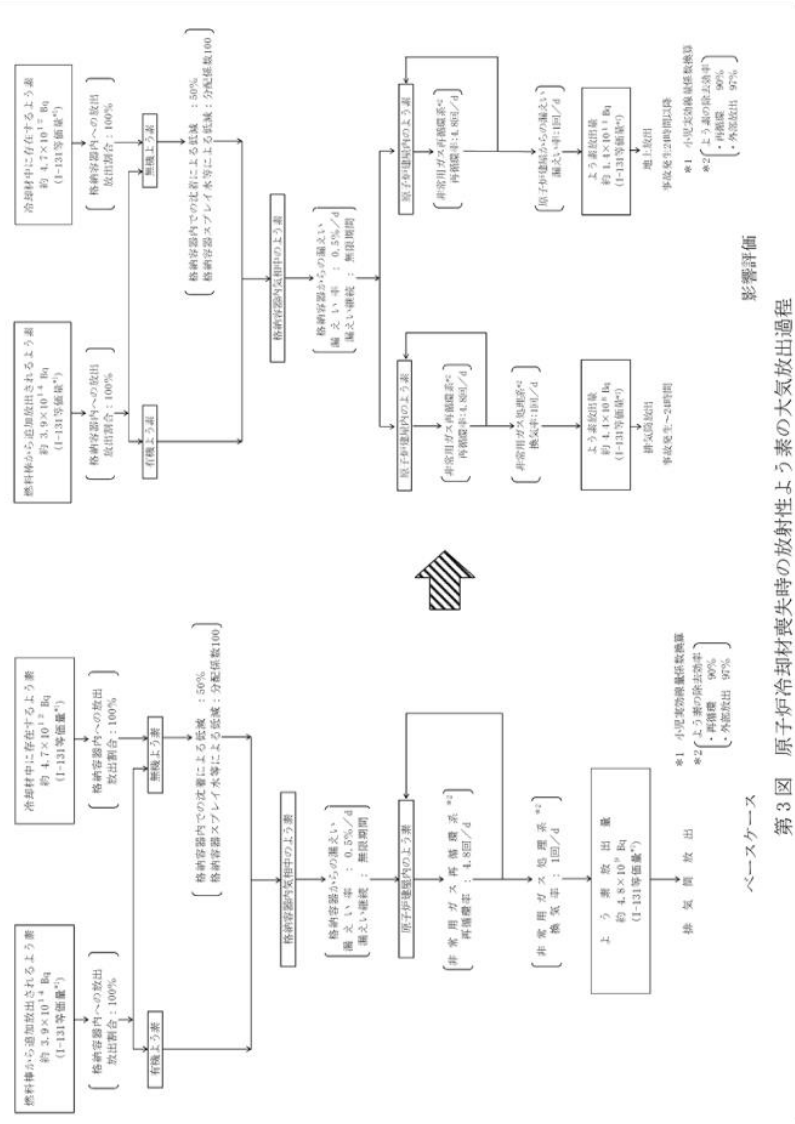 燃料棒から追加放出されるよう素
約 3.9×10¹⁴ Bq
(I-131等価量*¹)
冷却材中に存在するよう素
約 4.7×10¹² Bq
(I-131等価量*¹)
格納容器内への放出
放出割合:100%
格納容器内への放出
放出割合:100%
有機よう素
無機よう素
格納容器内での沈着による低減 :50%
格納容器スプレイ水等による低減:分配係数100
格納容器内気相中のよう素
格納容器からの漏えい
漏えい率 : 0.5%/d
漏えい継続 : 無限期間
原子炉建屋内のよう素
非常用ガス再循環系*²
再循環率 : 4.8回/d
非常用ガス処理系*²
換気率 : 1回/d
よう素放出量
約 4.8×10⁹ Bq
(I-131等価量*¹)
排気筒放出
*1 小児実効線量係数換算
*2 よう素の除去効率
・再循環 90%
・外部放出 97%
ベースケース
燃料棒から追加放出されるよう素
約 3.9×10¹⁴ Bq
(I-131等価量*¹)
冷却材中に存在するよう素
約 4.7×10¹² Bq
(I-131等価量*¹)
格納容器内への放出
放出割合:100%
格納容器内への放出
放出割合:100%
有機よう素
無機よう素
格納容器内での沈着による低減 :50%
格納容器スプレイ水等による低減:分配係数100
格納容器内気相中のよう素
格納容器からの漏えい
漏えい率 : 0.5%/d
漏えい継続 : 無限期間
原子炉建屋内のよう素
非常用ガス再循環系*²
再循環率:4.8回/d
非常用ガス処理系*²
換気率:1回/d
よう素放出量
(I-131等価量*¹)
排気筒放出
事故発生~24時間
原子炉建屋内のよう素
非常用ガス再循環系*²
再循環率:4.8回/d
原子炉建屋からの漏えい
漏えい率:1回/d
よう素放出量
約 1.4×10¹¹ Bq
(I-131等価量*¹)
地上放出
事故発生24時間以降
*1 小児実効線量係数換算
*2 よう素の除去効率
・再循環 90%
・外部放出 97%
影響評価
第3図 原子炉冷却材喪失時の放射性よう素の大気放出過程